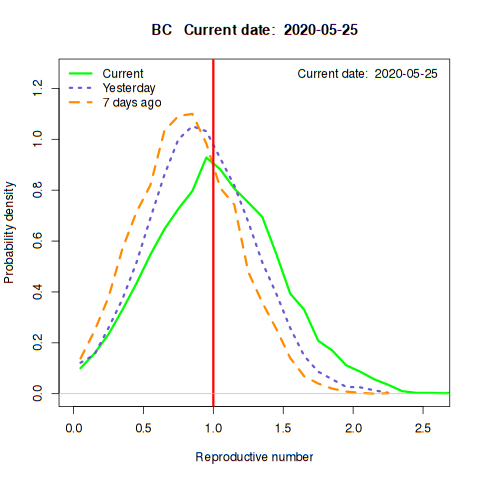 BC   Current date:  2020-05-25
Current date:  2020-05-25
Current
Yesterday
7 days ago
Probability density
1.2
1.0
0.8
0.6
0.4
0.2
0.0
0.0 0.5 1.0 1.5 2.0 2.5
Reproductive number